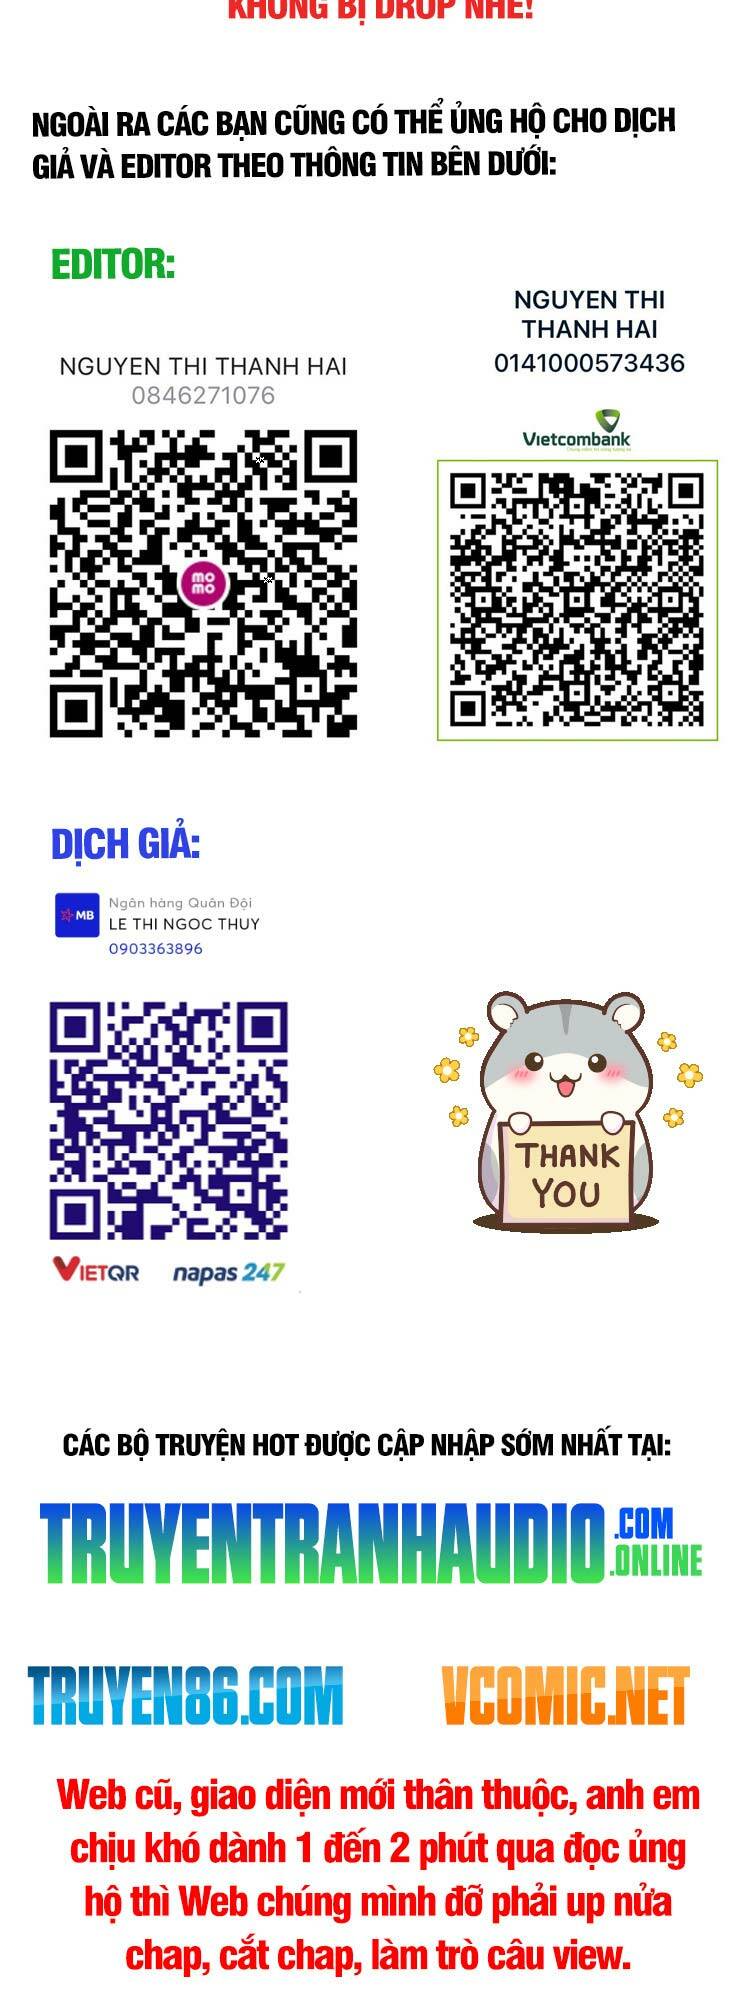 KHÔNG BỊ DROP NHÉ!
NGOÀI RA CÁC BẠN CŨNG CÓ THỂ ỦNG HỘ CHO DỊCH
GIẢ VÀ EDITOR THEO THÔNG TIN BÊN DƯỚI:
EDITOR:
NGUYEN THI THANH HAI
0846271076
mo
mo
NGUYEN THI
THANH HAI
0141000573436
Vietcombank
DỊCH GIẢ:
MB
Ngân hàng Quân Đội
LE THI NGOC THUY
0903363896
VIETQR napas 247
THANK
YOU
CÁC BỘ TRUYỆN HOT ĐƯỢC CẬP NHẬP SỚM NHẤT TẠI:
TRUYENTRANHAUDIO.COM
.ONLINE
TRUYEN86.COM VCOMIC.NET
Web cũ, giao diện mới thân thuộc, anh em
chịu khó dành 1 đến 2 phút qua đọc ủng
hộ thì Web chúng mình đỡ phải up nửa
chap, cắt chap, làm trò câu view.